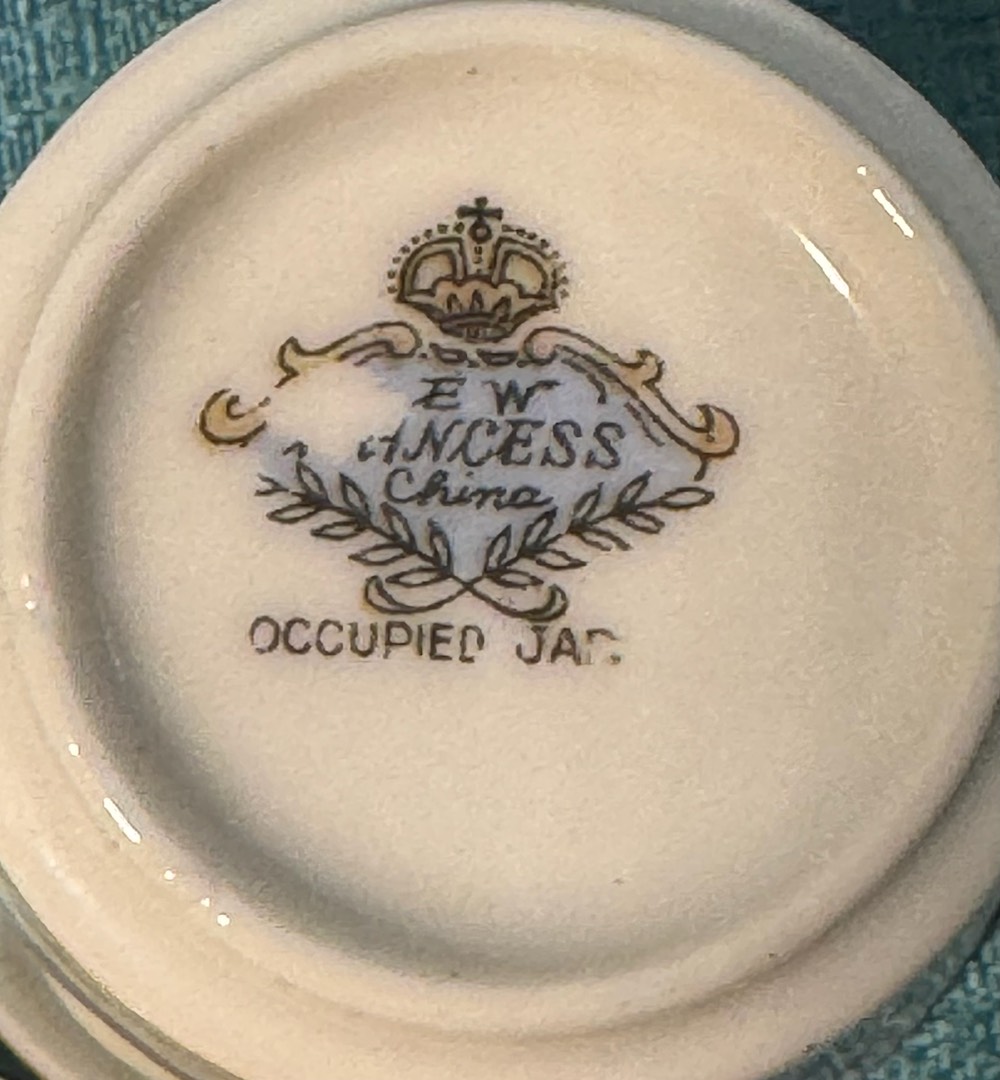 E W
ANCESS
China
OCCUPIED JAP